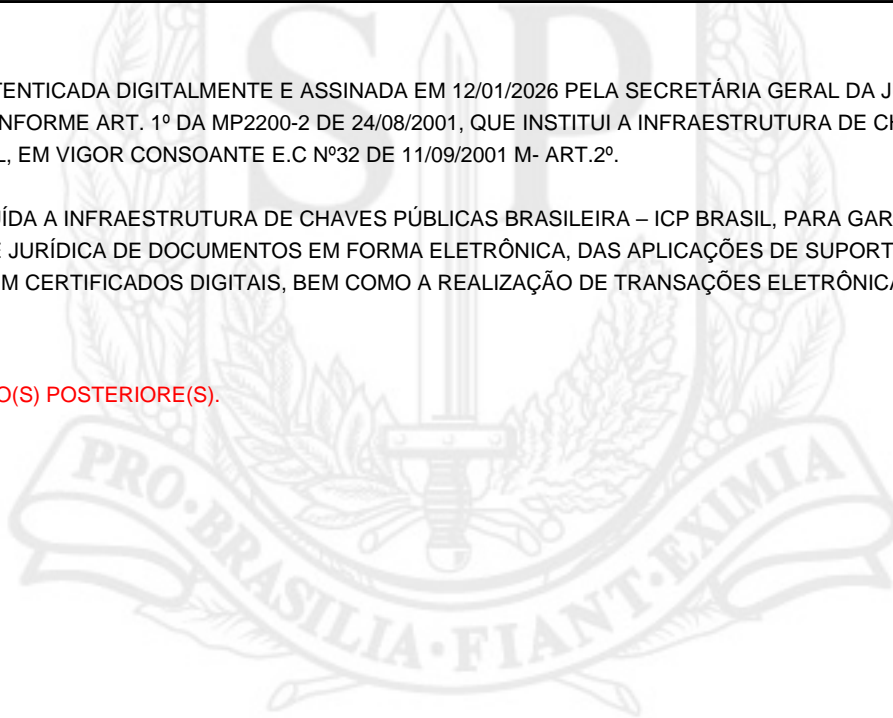 TENTICADA DIGITALMENTE E ASSINADA EM 12/01/2026 PELA SECRETÁRIA GERAL DA J
NFORME ART. 1º DA MP2200-2 DE 24/08/2001, QUE INSTITUI A INFRAESTRUTURA DE CH
L, EM VIGOR CONSOANTE E.C Nº32 DE 11/09/2001 M- ART.2º.
UÍDA A INFRAESTRUTURA DE CHAVES PÚBLICAS BRASILEIRA – ICP BRASIL, PARA GAR
E JURÍDICA DE DOCUMENTOS EM FORMA ELETRÔNICA, DAS APLICAÇÕES DE SUPORT
M CERTIFICADOS DIGITAIS, BEM COMO A REALIZAÇÃO DE TRANSAÇÕES ELETRÔNICA
O(S) POSTERIORE(S).
SP
PRO·BRASILIA·FIANT·EXIMIA